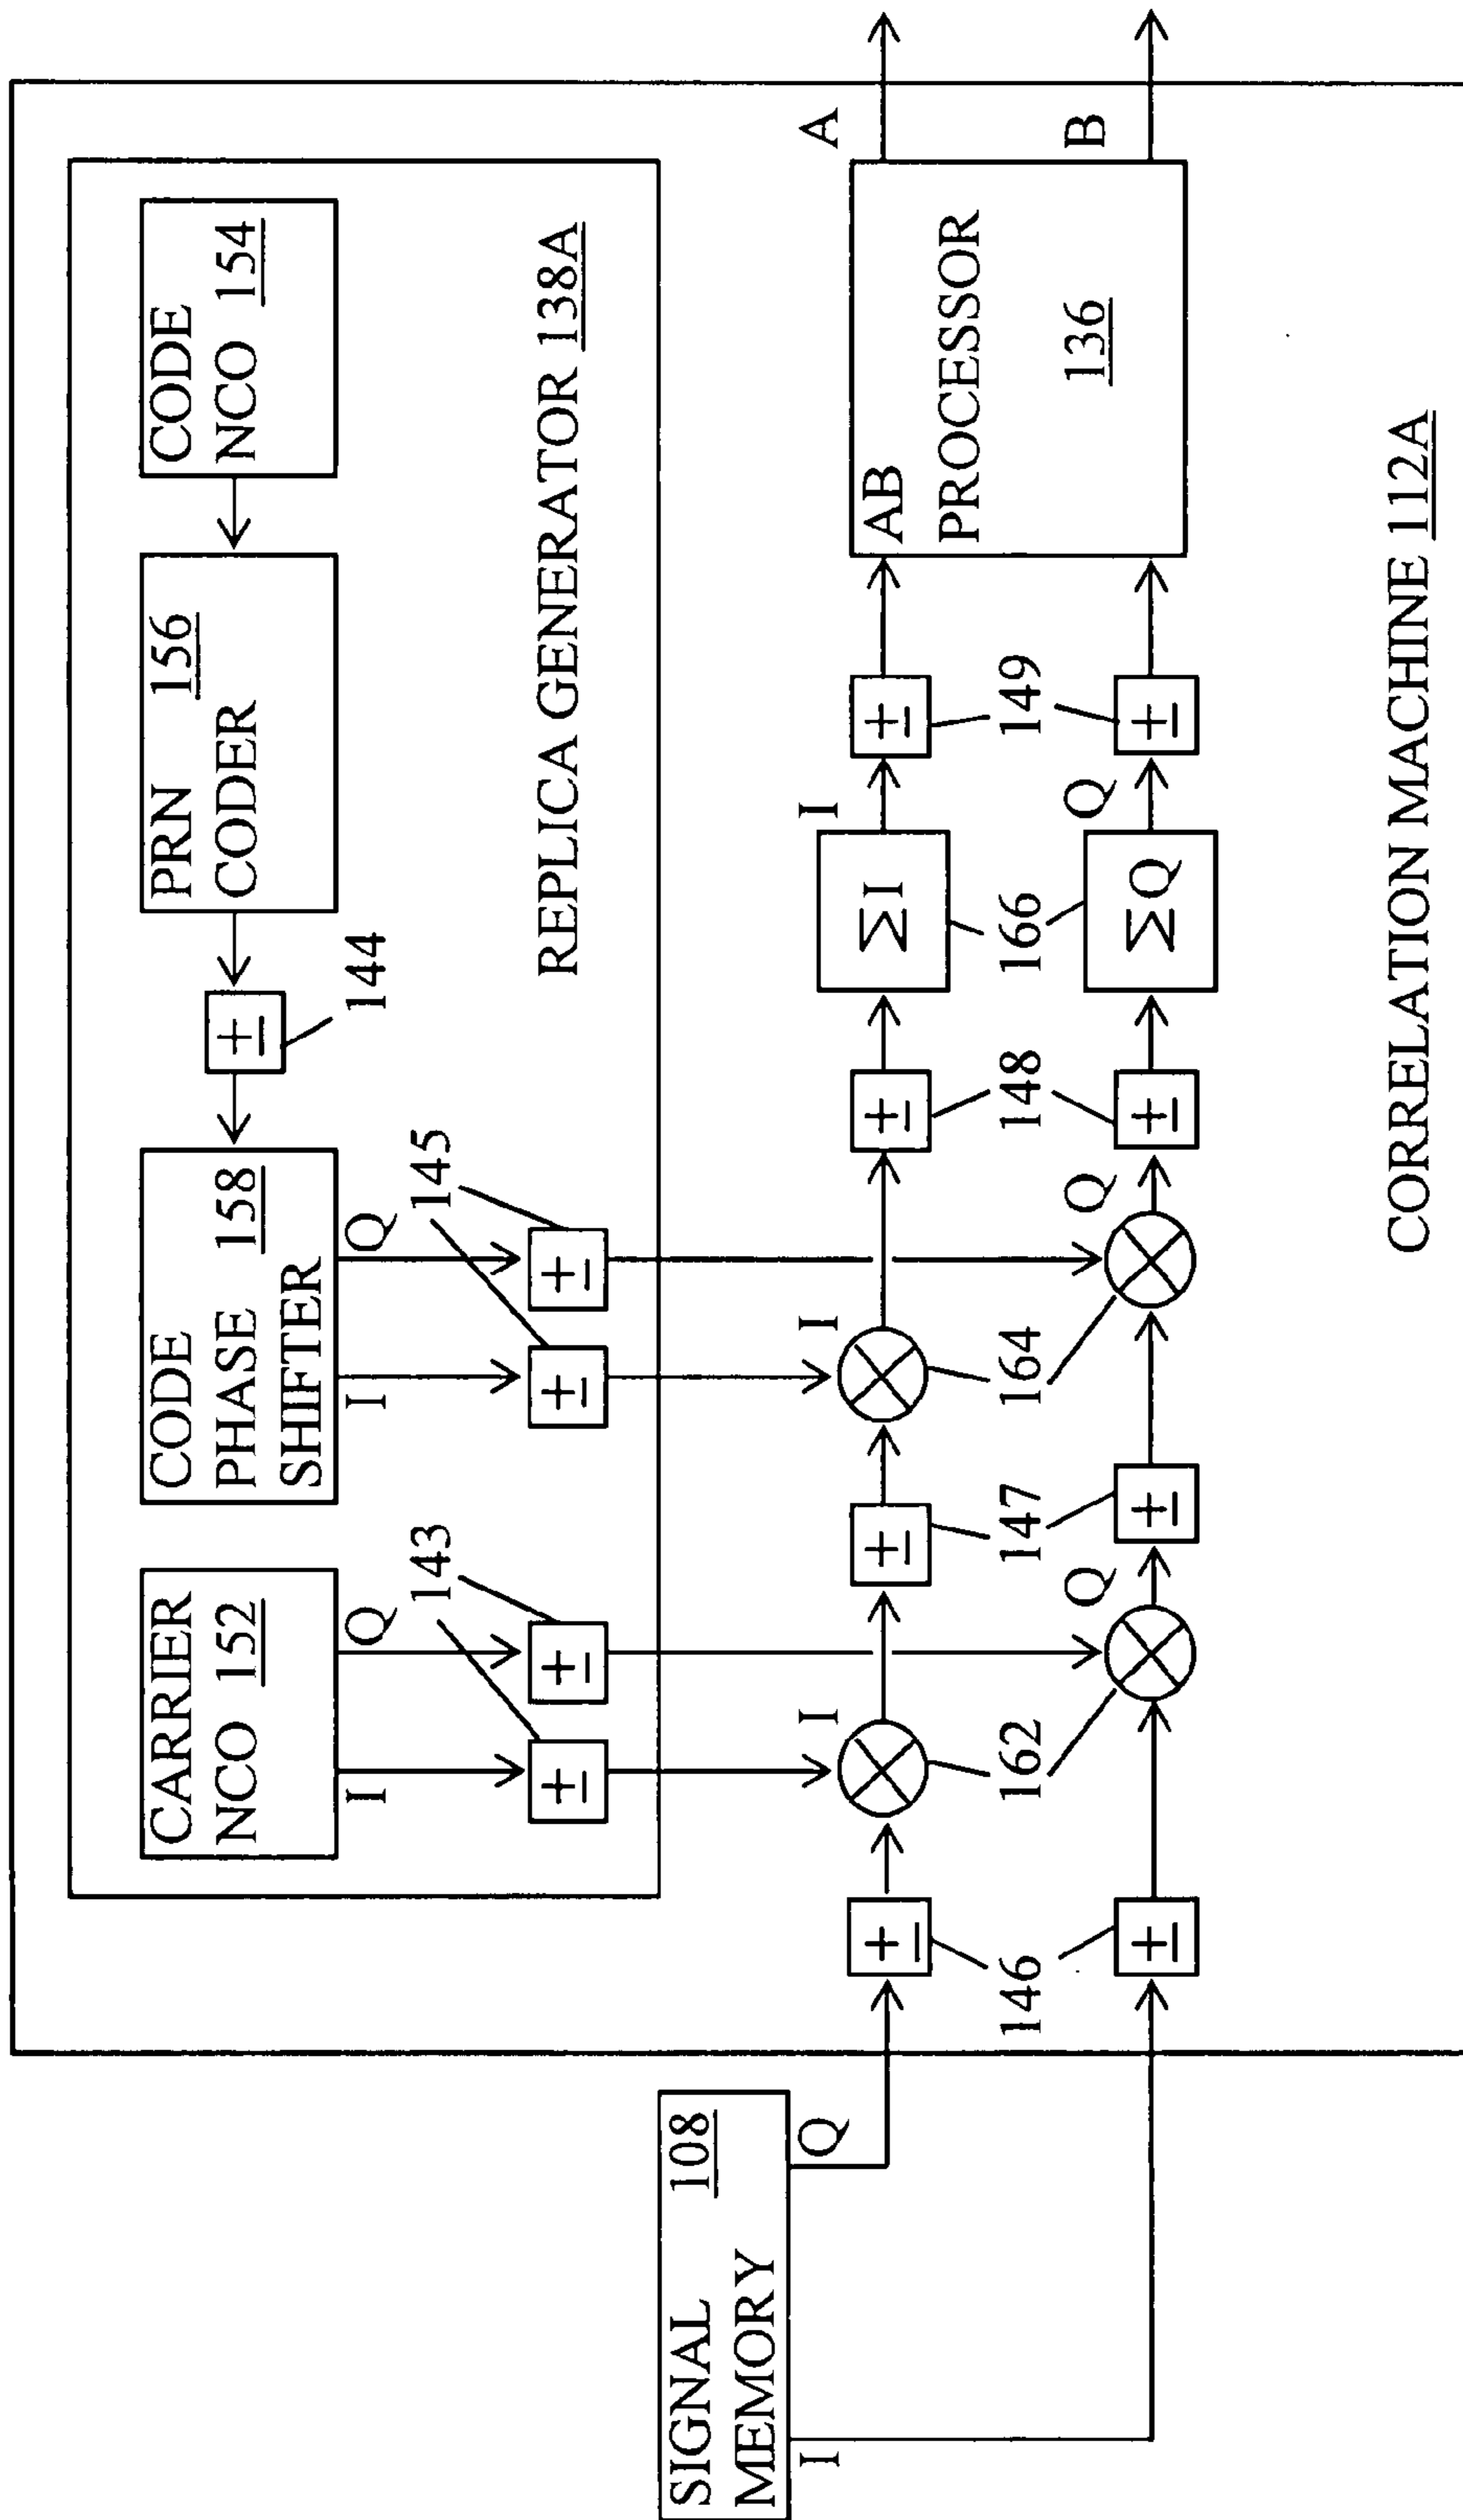 CARRIER
NCO 152
CODE
PHASE 158
SHIFTER
PRN 156
CODER
CODE
NCO 154
I
Q
I
Q
144
143
145
REPLICA GENERATOR 138A
SIGNAL 108
MEMORY
I
Q
I
I
I
A
±
±
±
±
±
±
±
±
±
±
±
±
±
ΣI
ΣQ
AB
PROCESSOR
136
146
162
147
164
148
166
149
Q
Q
Q
B
CORRELATION MACHINE 112A